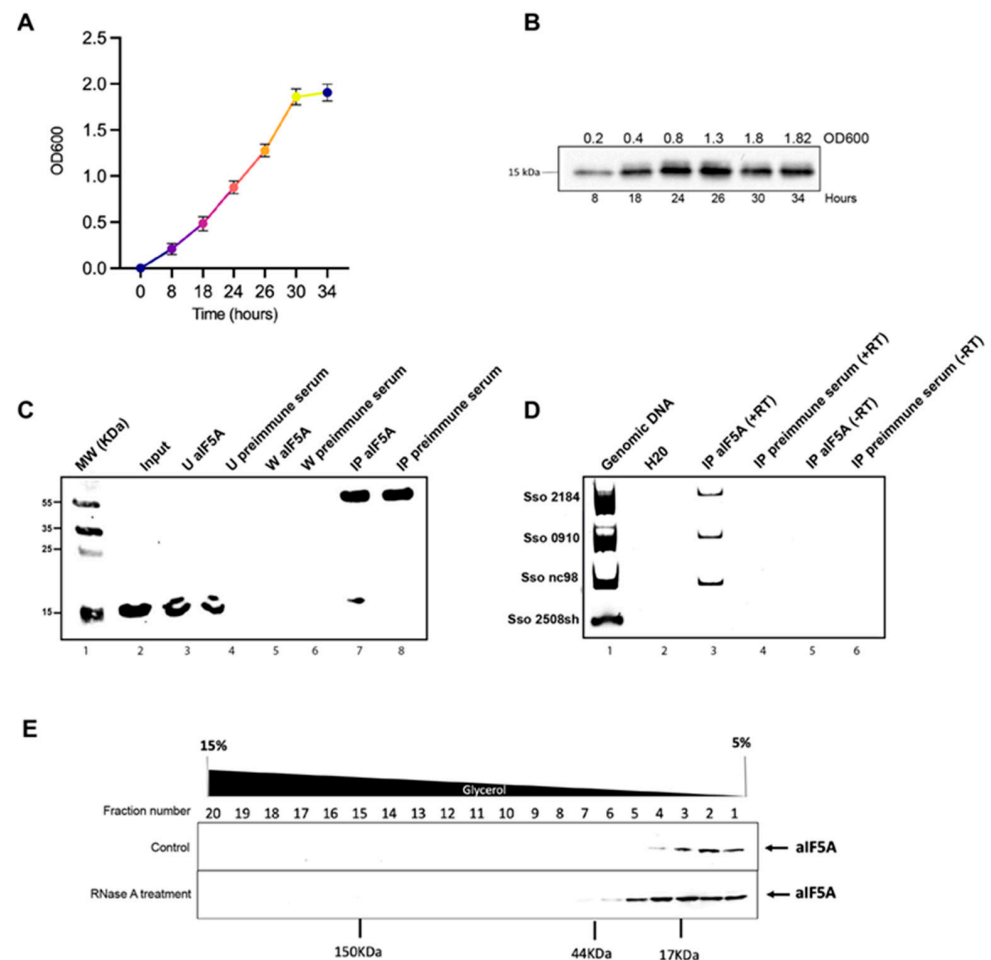 A
2.5
2.0
1.5
1.0
0.5
0.0
OD600
0 8 18 24 26 30 34
Time (hours)
B
0.2 0.4 0.8 1.3 1.8 1.82 OD600
15 kDa
8 18 24 26 30 34 Hours
C
MW (KDa)
Input
U aIF5A
U preimmune serum
W aIF5A
W preimmune serum
IP aIF5A
IP preimmune serum
55
35
25
15
1 2 3 4 5 6 7 8
D
Genomic DNA
H20
IP aIF5A (+RT)
IP preimmune serum (+RT)
IP aIF5A (-RT)
IP preimmune serum (-RT)
Sso 2184
Sso 0910
Sso nc98
Sso 2508sh
1 2 3 4 5 6
E
15% 5%
Glycerol
Fraction number 20 19 18 17 16 15 14 13 12 11 10 9 8 7 6 5 4 3 2 1
Control aIF5A
RNase A treatment aIF5A
150KDa 44KDa 17KDa